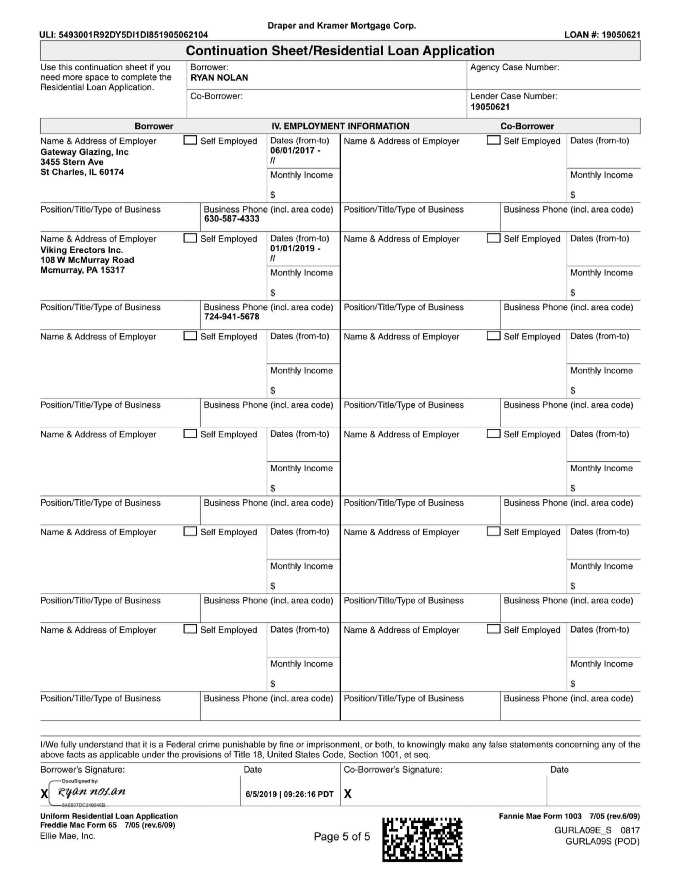 Draper and Kramer Mortgage Corp.
ULI: 5493001R92DY5DI1DI851905062104 LOAN #: 19050621
Continuation Sheet/Residential Loan Application
Use this continuation sheet if you
need more space to complete the
Residential Loan Application.
Borrower:
RYAN NOLAN
Agency Case Number:
Co-Borrower:
Lender Case Number:
19050621
Borrower IV. EMPLOYMENT INFORMATION Co-Borrower
Name & Address of Employer
Gateway Glazing, Inc
3455 Stern Ave
St Charles, IL 60174
Self Employed
Dates (from-to)
06/01/2017 -
//
Monthly Income
$
Name & Address of Employer
Self Employed
Dates (from-to)
Monthly Income
$
Position/Title/Type of Business
Business Phone (incl. area code)
630-587-4333
Position/Title/Type of Business
Business Phone (incl. area code)
Name & Address of Employer
Viking Erectors Inc.
108 W McMurray Road
Mcmurray, PA 15317
Self Employed
Dates (from-to)
01/01/2019 -
//
Monthly Income
$
Name & Address of Employer
Self Employed
Dates (from-to)
Monthly Income
$
Position/Title/Type of Business
Business Phone (incl. area code)
724-941-5678
Position/Title/Type of Business
Business Phone (incl. area code)
Name & Address of Employer
Self Employed
Dates (from-to)
Monthly Income
$
Name & Address of Employer
Self Employed
Dates (from-to)
Monthly Income
$
Position/Title/Type of Business
Business Phone (incl. area code)
Position/Title/Type of Business
Business Phone (incl. area code)
Name & Address of Employer
Self Employed
Dates (from-to)
Monthly Income
$
Name & Address of Employer
Self Employed
Dates (from-to)
Monthly Income
$
Position/Title/Type of Business
Business Phone (incl. area code)
Position/Title/Type of Business
Business Phone (incl. area code)
Name & Address of Employer
Self Employed
Dates (from-to)
Monthly Income
$
Name & Address of Employer
Self Employed
Dates (from-to)
Monthly Income
$
Position/Title/Type of Business
Business Phone (incl. area code)
Position/Title/Type of Business
Business Phone (incl. area code)
Name & Address of Employer
Self Employed
Dates (from-to)
Monthly Income
$
Name & Address of Employer
Self Employed
Dates (from-to)
Monthly Income
$
Position/Title/Type of Business
Business Phone (incl. area code)
Position/Title/Type of Business
Business Phone (incl. area code)
I/We fully understand that it is a Federal crime punishable by fine or imprisonment, or both, to knowingly make any false statements concerning any of the
above facts as applicable under the provisions of Title 18, United States Code, Section 1001, et seq.
Borrower's Signature:
DocuSigned by:
X Ryan nolan
Date
6/5/2019 | 09:26:16 PDT
Co-Borrower's Signature:
X
Date
Uniform Residential Loan Application
Freddie Mac Form 65 7/05 (rev.6/09)
Ellie Mae, Inc.
Page 5 of 5
Fannie Mae Form 1003 7/05 (rev.6/09)
GURLA09E_S 0817
GURLA09S (POD)